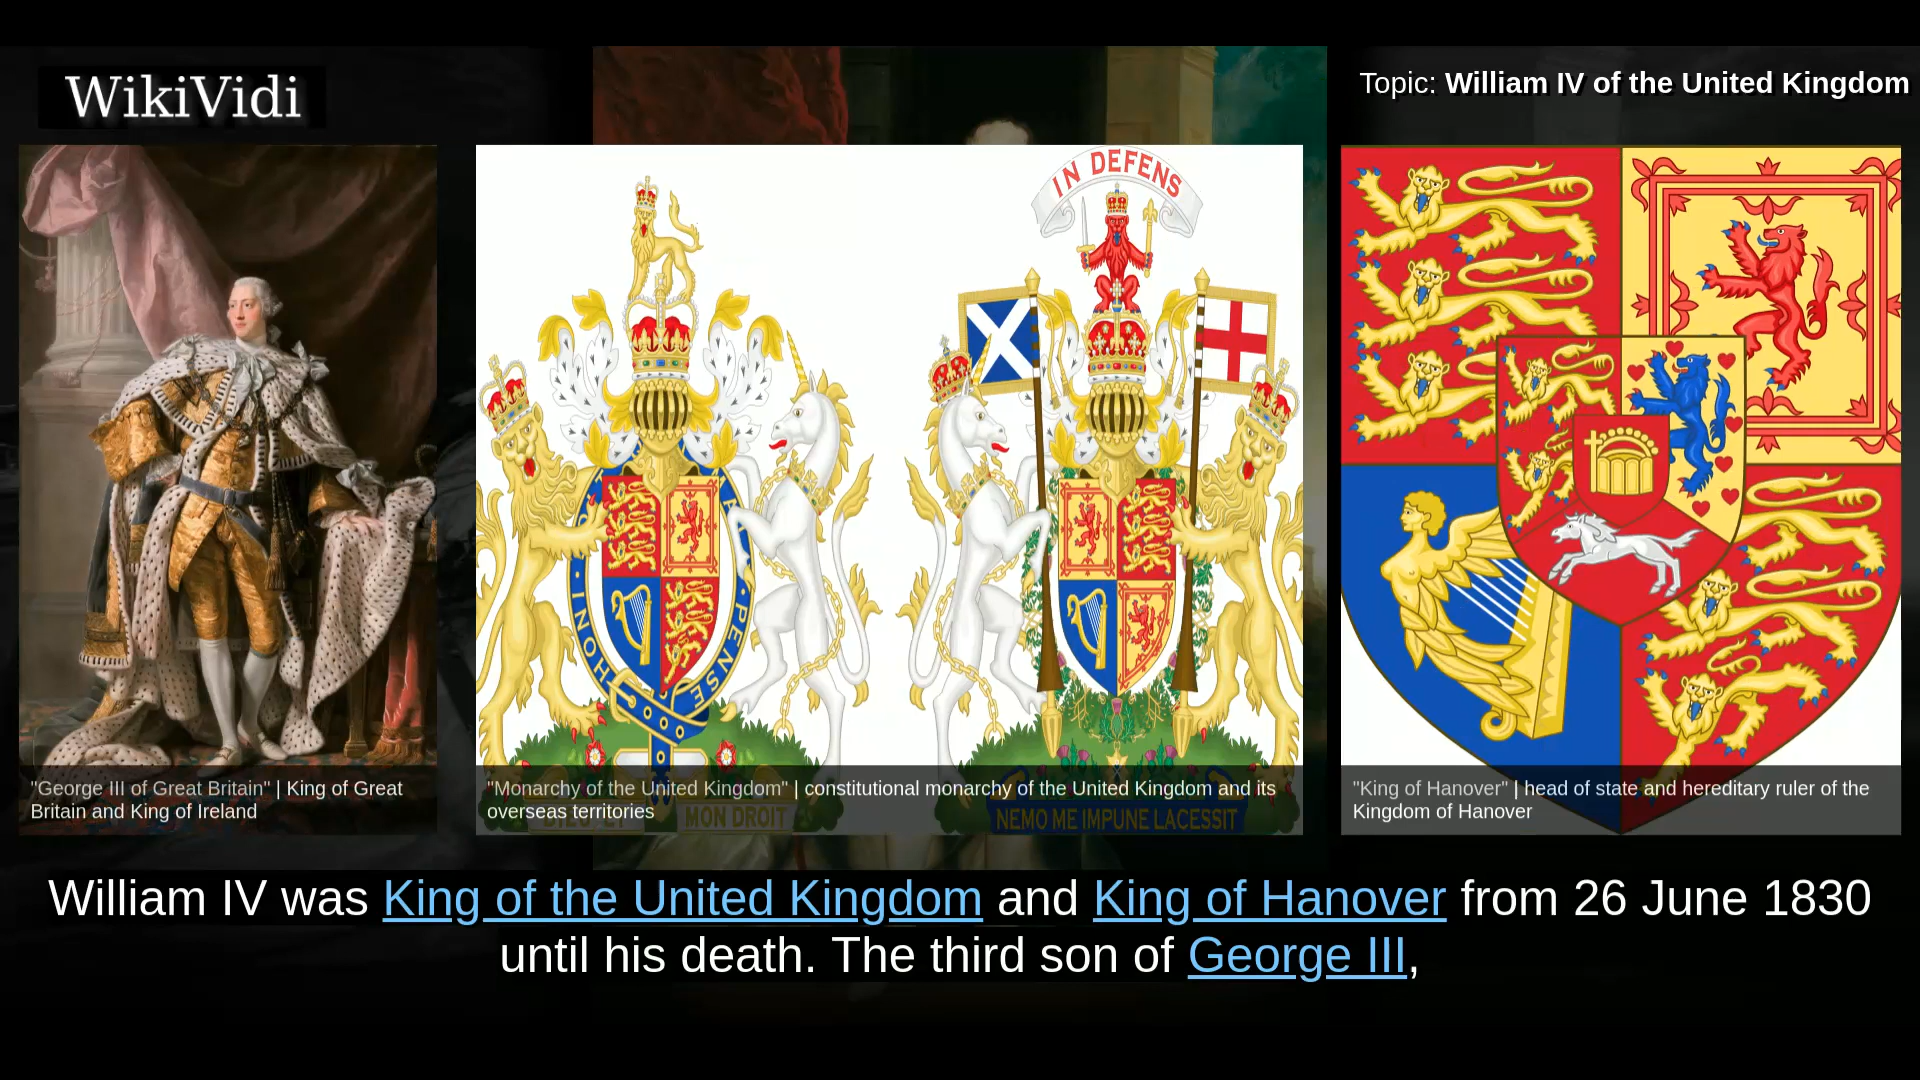 WikiVidi
Topic: William IV of the United Kingdom
IN DEFENS
HONI
PENSE
"George III of Great Britain" | King of Great
Britain and King of Ireland
"Monarchy of the United Kingdom" | constitutional monarchy of the United Kingdom and its
overseas territories
MON DROIT
NEMO ME IMPUNE LACESSIT
"King of Hanover" | head of state and hereditary ruler of the
Kingdom of Hanover
William IV was King of the United Kingdom and King of Hanover from 26 June 1830
until his death. The third son of George III,